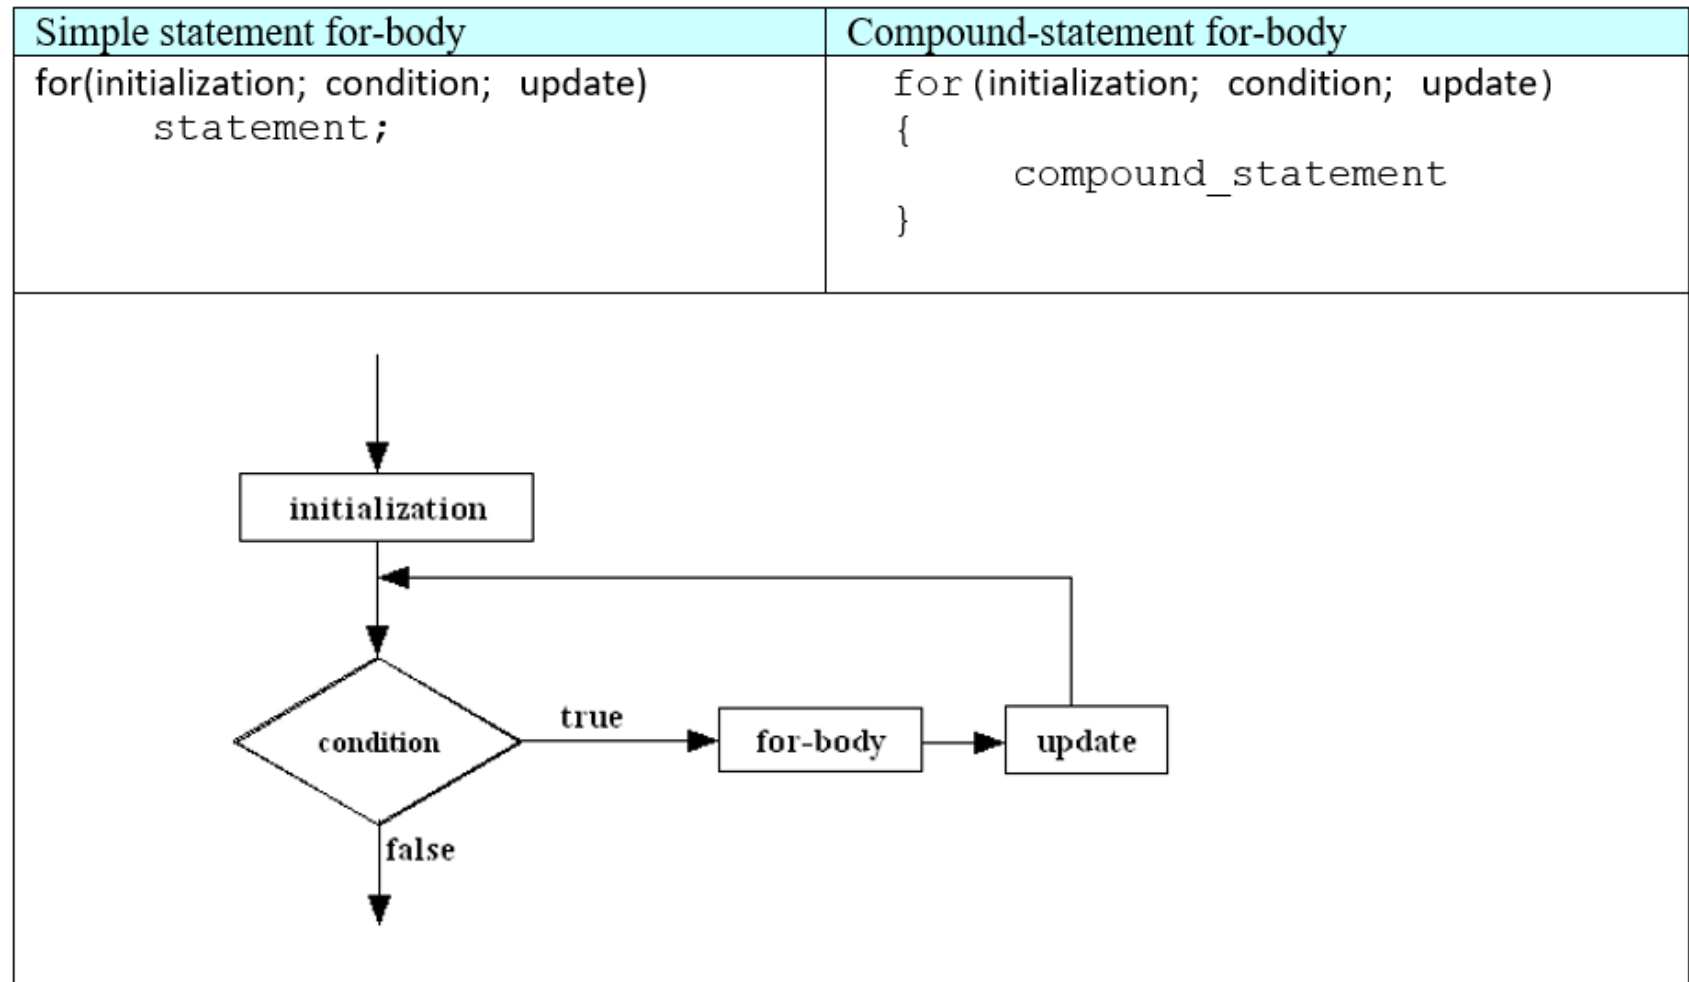 Simple statement for-body
Compound-statement for-body
for(initialization; condition; update)
statement;
for(initialization; condition; update)
{
compound_statement
}
initialization
condition
true
for-body
update
false